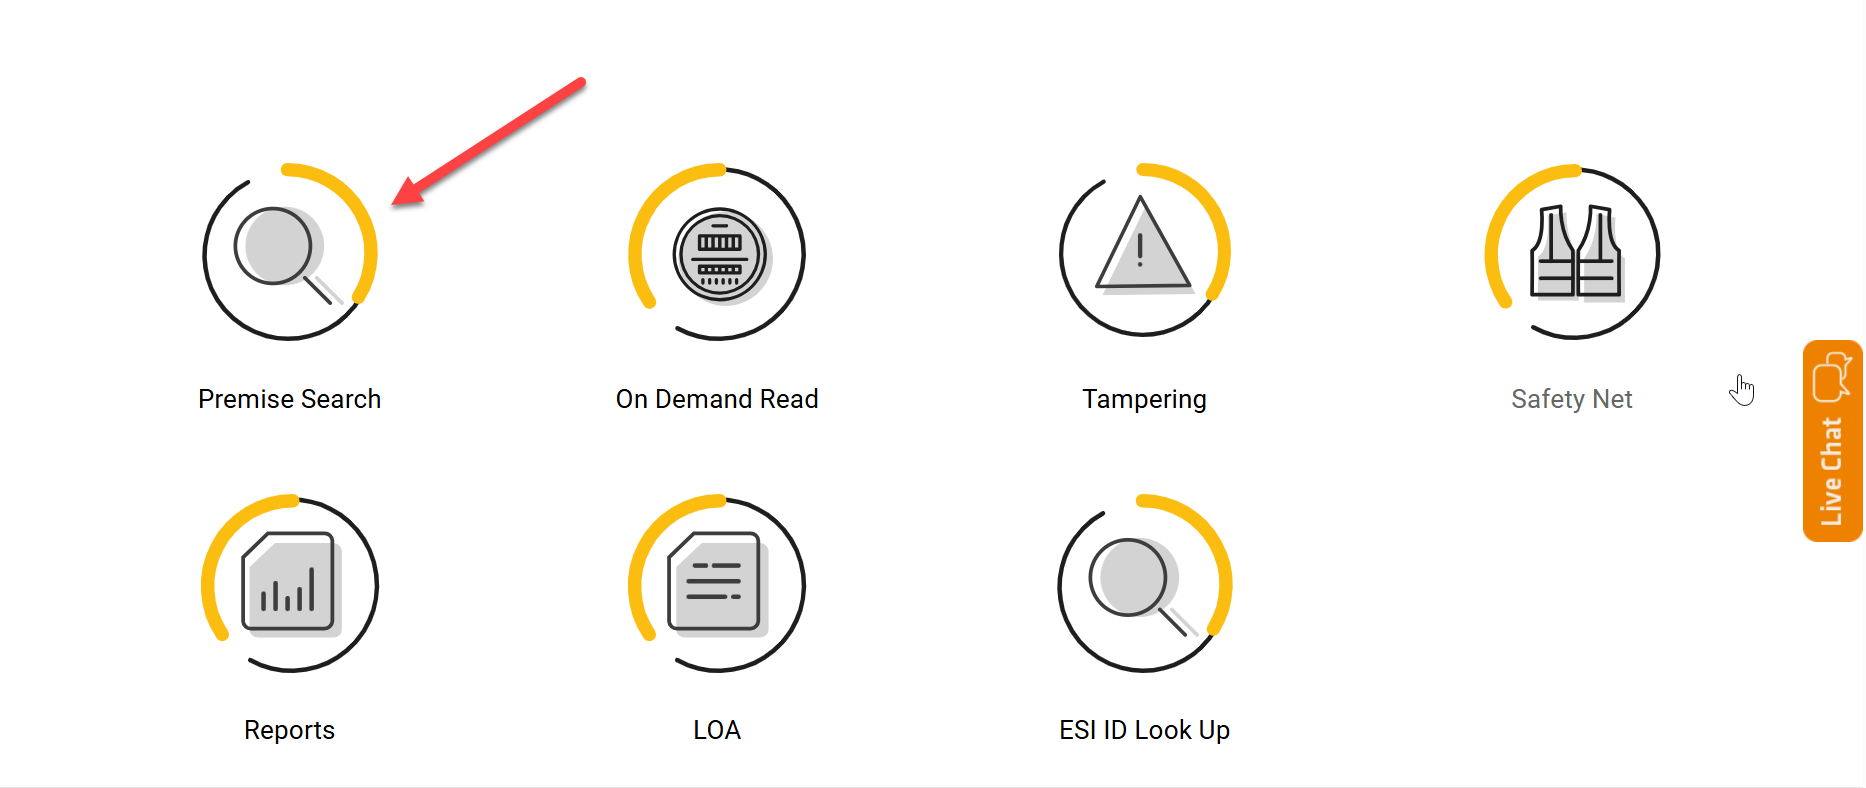 Premise Search
On Demand Read
Tampering
Safety Net
Live Chat
Reports
LOA
ESI ID Look Up